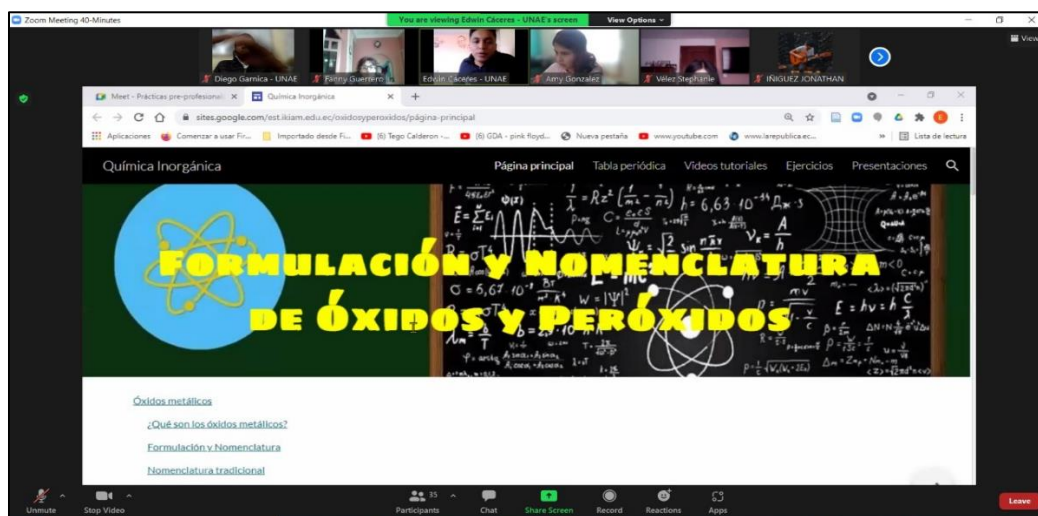 Zoom Meeting 40-Minutes
You are viewing Edwin Cáceres - UNAE's screen
View Options
View
Diego Garnica - UNAE
Fanny Guerrero
Edwin Cáceres - UNAE
Amy Gonzalez
Vélez Stephanie
IÑIGUEZ JONATHAN
Meet - Prácticas pre-profesional
Química Inorgánica
sites.google.com/est.ikiam.edu.ec/oxidosyperoxidos/página-principal
Aplicaciones
Comenzar a usar Fir...
Importado desde Fi...
(6) Tego Calderon -...
(6) GDA - pink floyd...
Nueva pestaña
www.youtube.com
www.larepublica.ec...
Lista de lectura
Química Inorgánica
Página principal
Tabla periódica
Videos tutoriales
Ejercicios
Presentaciones
Formulación y Nomenclatura
de Óxidos y Peróxidos
Óxidos metálicos
¿Qué son los óxidos metálicos?
Formulación y Nomenclatura
Nomenclatura tradicional
Unmute
Stop Video
35
Participants
Chat
Share Screen
Record
Reactions
Apps
Leave